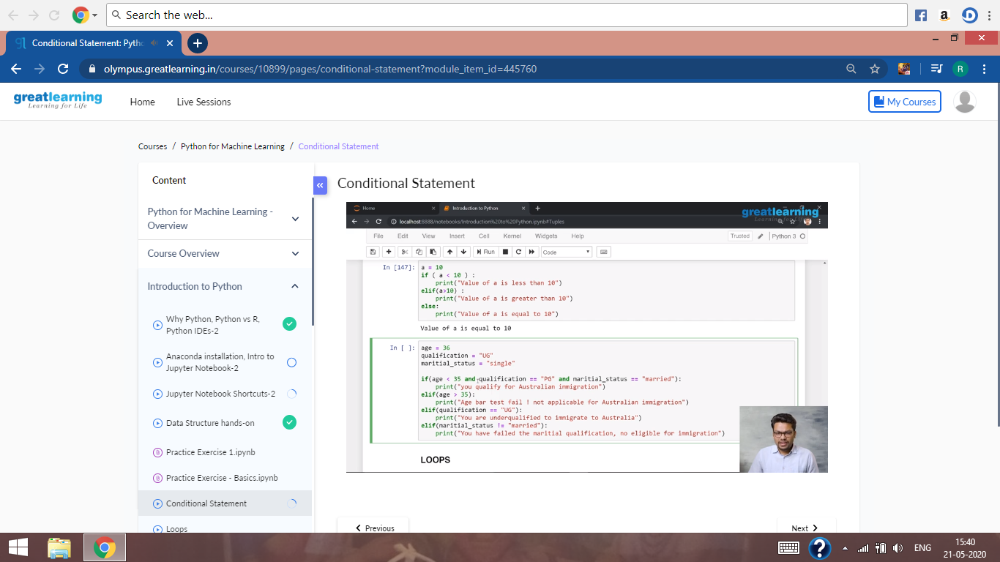 Search the web...
Conditional Statement: Pytho
olympus.greatlearning.in/courses/10899/pages/conditional-statement?module_item_id=445760
R
greatlearning
Learning for Life
Home
Live Sessions
My Courses
Courses / Python for Machine Learning / Conditional Statement
Content
Python for Machine Learning -
Overview
Course Overview
Introduction to Python
Why Python, Python vs R,
Python IDEs-2
Anaconda installation, Intro to
Jupyter Notebook-2
Jupyter Notebook Shortcuts-2
Data Structure hands-on
Practice Exercise 1.ipynb
Practice Exercise - Basics.ipynb
Conditional Statement
Loops
Conditional Statement
Home
Introduction to Python
greatlearning
localhost:8888/notebooks/Introduction%20to%20Python.ipynb#Tuples
File Edit View Insert Cell Kernel Widgets Help
Trusted
Python 3
Run
Code
In [147]: a = 10
if ( a < 10 ) :
print("Value of a is less than 10")
elif(a>10) :
print("Value of a is greater than 10")
else:
print("Value of a is equal to 10")
Value of a is equal to 10
In [ ]: age = 36
qualification = "UG"
maritial_status = "single"
if(age < 35 and qualification == "PG" and maritial_status == "married"):
print("you qualify for Australian immigration")
elif(age > 35):
print("Age bar test fail ! not applicable for Australian immigration")
elif(qualification == "UG"):
print("You are underqualified to immigrate to Australia")
elif(maritial_status != "married"):
print("You have failed the maritial qualification, no eligible for immigration")
LOOPS
Previous
Next
ENG
15:40
21-05-2020